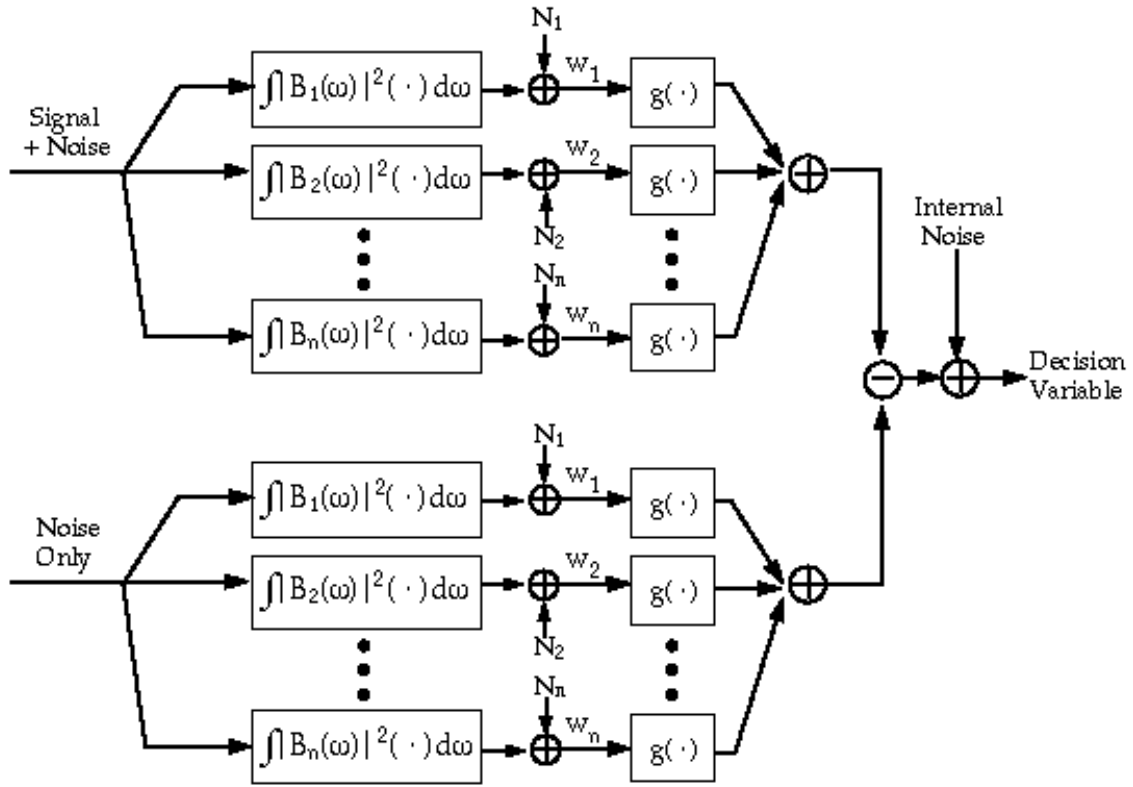 N₁
∫|B₁(ω)|²(·)dω
w₁
g(·)
Signal
+ Noise
∫|B₂(ω)|²(·)dω
w₂
g(·)
N₂
Internal
Noise
Nₙ
∫|Bₙ(ω)|²(·)dω
wₙ
g(·)
Decision
Variable
N₁
∫|B₁(ω)|²(·)dω
w₁
g(·)
Noise
Only
∫|B₂(ω)|²(·)dω
w₂
g(·)
N₂
Nₙ
∫|Bₙ(ω)|²(·)dω
wₙ
g(·)